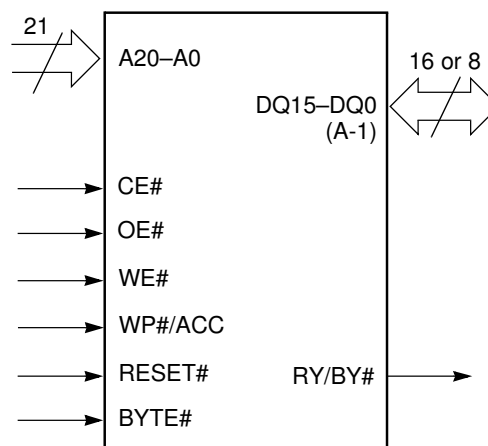 21
A20–A0
16 or 8
DQ15–DQ0
(A-1)
CE#
OE#
WE#
WP#/ACC
RESET#
RY/BY#
BYTE#